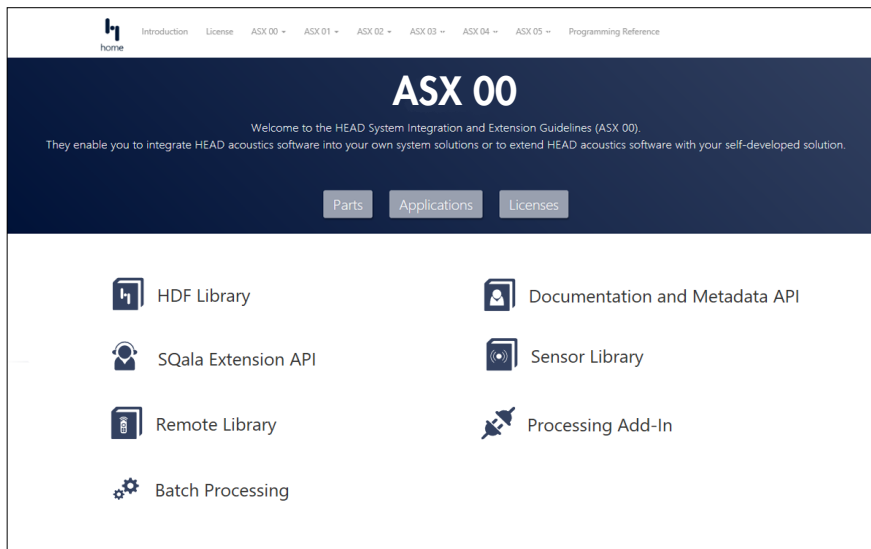 home
Introduction License ASX 00 ASX 01 ASX 02 ASX 03 ASX 04 ASX 05 Programming Reference
ASX 00
Welcome to the HEAD System Integration and Extension Guidelines (ASX 00).
They enable you to integrate HEAD acoustics software into your own system solutions or to extend HEAD acoustics software with your self-developed solution.
Parts Applications Licenses
HDF Library
Documentation and Metadata API
SQala Extension API
Sensor Library
Remote Library
Processing Add-In
Batch Processing